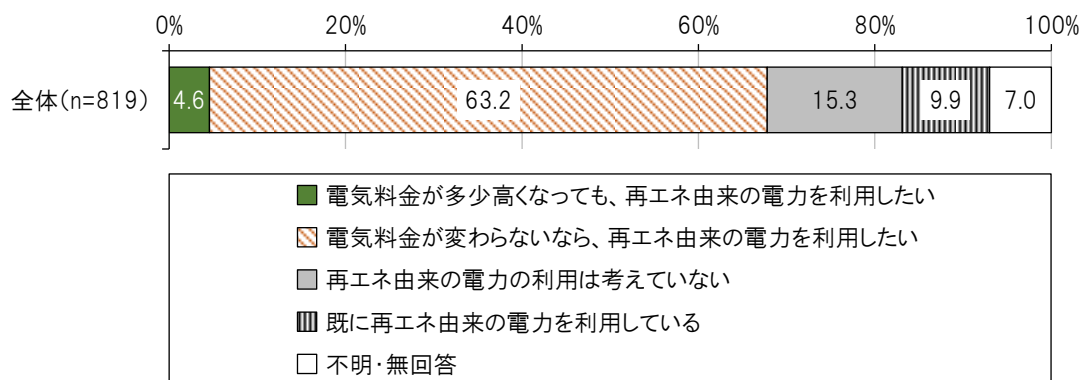 0% 20% 40% 60% 80% 100%
全体(n=819) 4.6 63.2 15.3 9.9 7.0
電気料金が多少高くなっても、再エネ由来の電力を利用したい
電気料金が変わらないなら、再エネ由来の電力を利用したい
再エネ由来の電力の利用は考えていない
既に再エネ由来の電力を利用している
不明・無回答